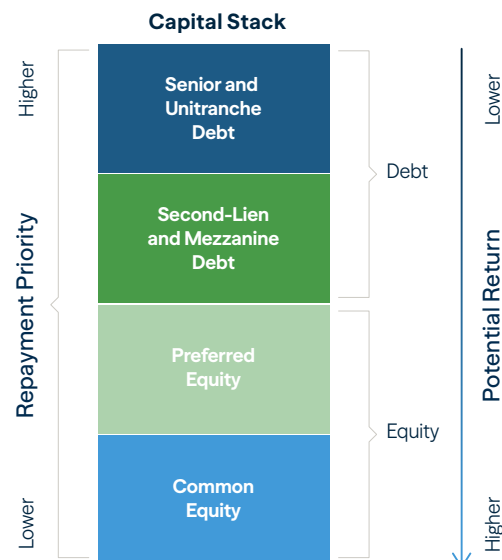 Capital Stack
Higher
Repayment Priority
Lower
Senior and
Unitranche
Debt
Second-Lien
and Mezzanine
Debt
Preferred
Equity
Common
Equity
Debt
Equity
Lower
Potential Return
Higher